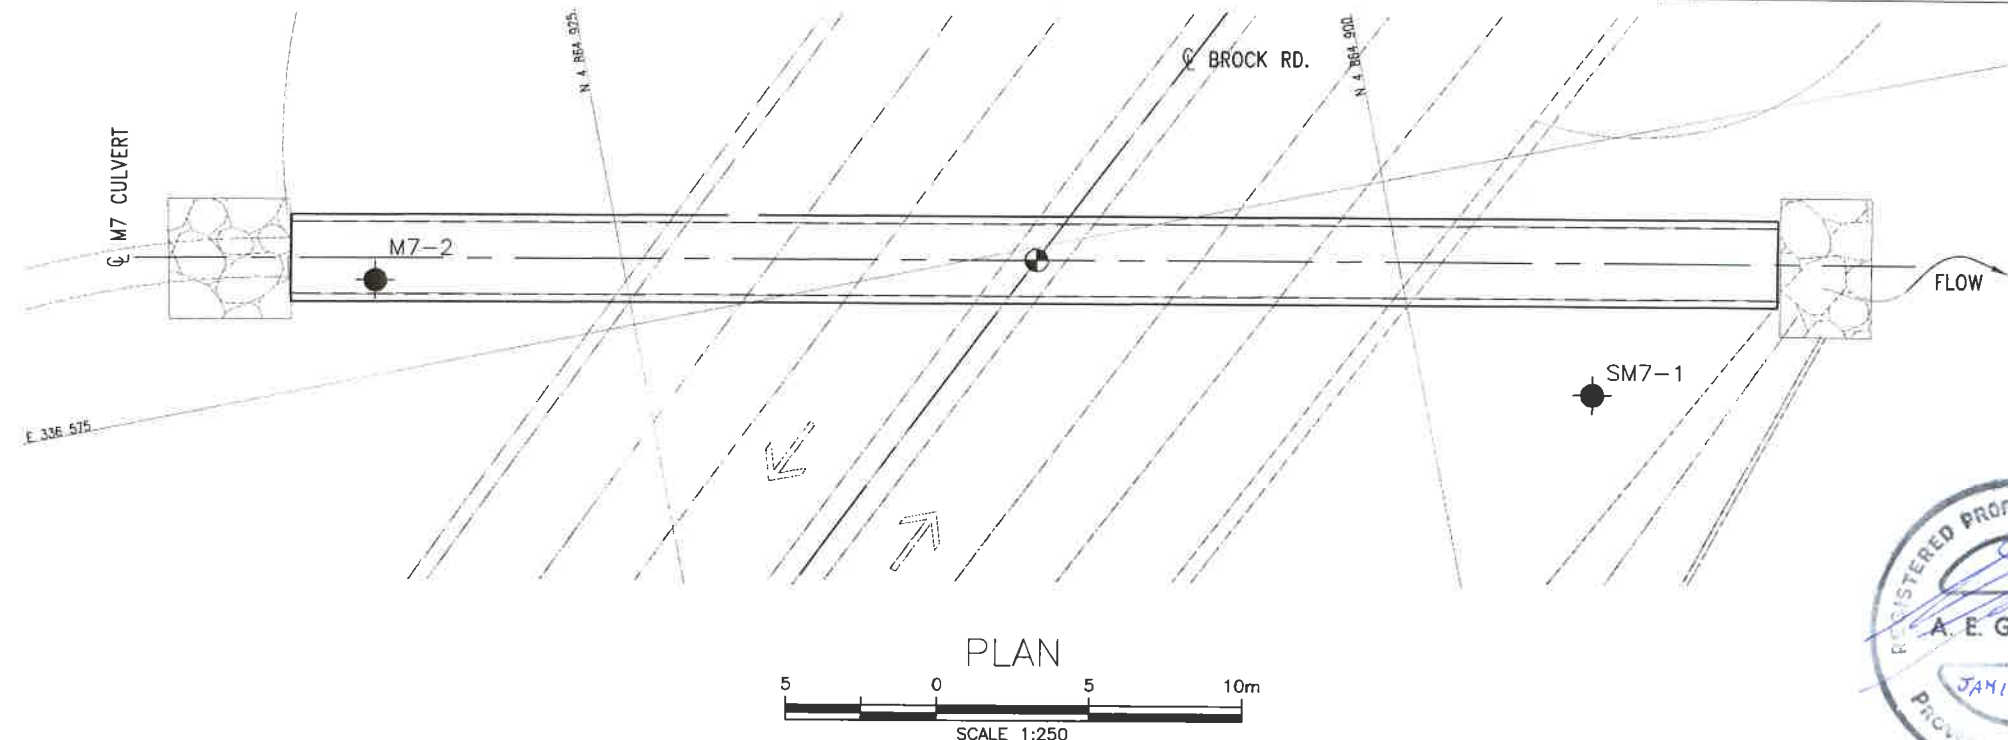 N 4 864 925
N 4 864 900
℄ BROCK RD.
℄ M7 CULVERT
M7-2
FLOW
SM7-1
E 336 575
REGISTERED
A. E. G
PLAN
5 0 5 10m
SCALE 1:250